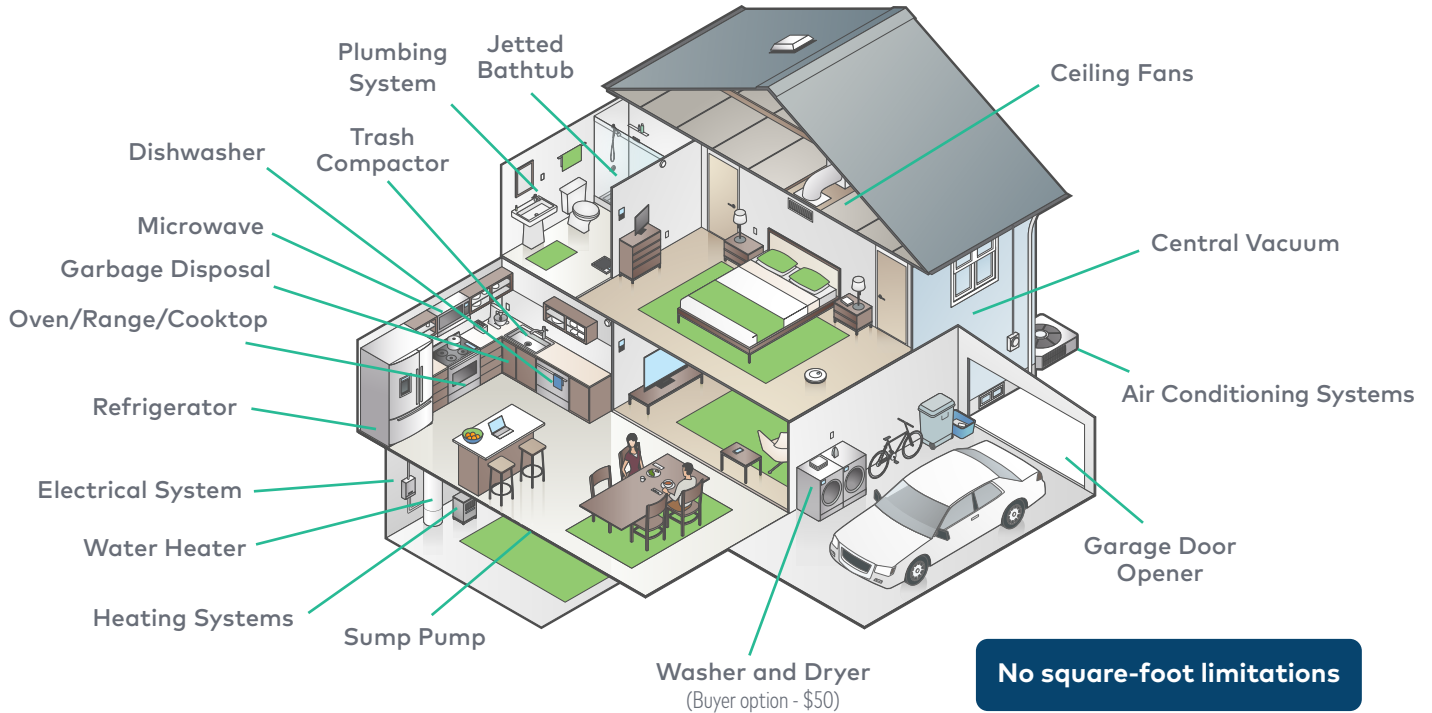 Plumbing
System
Jetted
Bathtub
Ceiling Fans
Trash
Compactor
Dishwasher
Microwave
Central Vacuum
Garbage Disposal
Oven/Range/Cooktop
Air Conditioning Systems
Refrigerator
Electrical System
Water Heater
Garage Door
Opener
Heating Systems
Sump Pump
Washer and Dryer
(Buyer option - $50)
No square-foot limitations